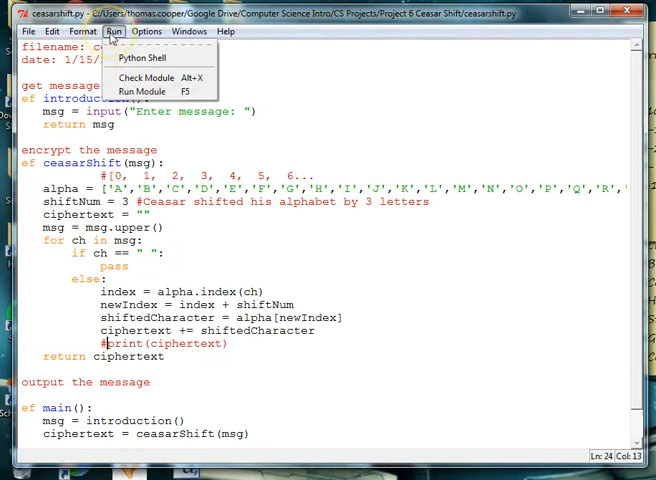 ceasarshift.py - C:/Users/thomas.cooper/Google Drive/Computer Science Intro/CS Projects/Project 6 Ceasar Shift/ceasarshift.py
File Edit Format Run Options Windows Help
filename: c
date: 1/15/
Python Shell
Check Module Alt+X
Run Module F5
get message
ef introduction():
msg = input("Enter message: ")
return msg
encrypt the message
ef ceasarShift(msg):
#[0, 1, 2, 3, 4, 5, 6...
alpha = ['A','B','C','D','E','F','G','H','I','J','K','L','M','N','O','P','Q','R','
shiftNum = 3 #Ceasar shifted his alphabet by 3 letters
ciphertext = ""
msg = msg.upper()
for ch in msg:
if ch == " ":
pass
else:
index = alpha.index(ch)
newIndex = index + shiftNum
shiftedCharacter = alpha[newIndex]
ciphertext += shiftedCharacter
#print(ciphertext)
return ciphertext
output the message
ef main():
msg = introduction()
ciphertext = ceasarShift(msg)
Ln: 24 Col: 13